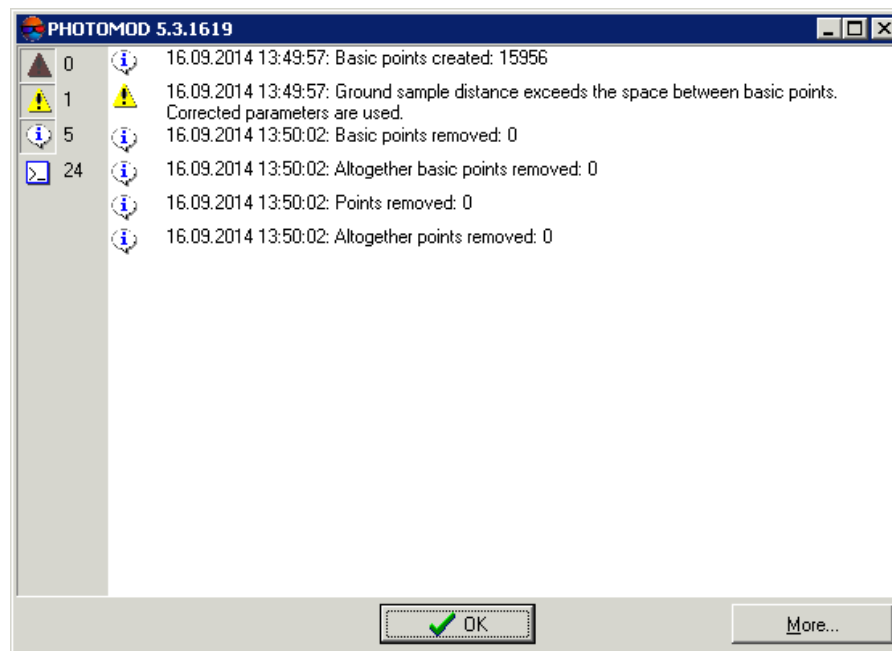 PHOTOMOD 5.3.1619
0
16.09.2014 13:49:57: Basic points created: 15956
1
16.09.2014 13:49:57: Ground sample distance exceeds the space between basic points.
Corrected parameters are used.
5
16.09.2014 13:50:02: Basic points removed: 0
24
16.09.2014 13:50:02: Altogether basic points removed: 0
16.09.2014 13:50:02: Points removed: 0
16.09.2014 13:50:02: Altogether points removed: 0
OK
More...